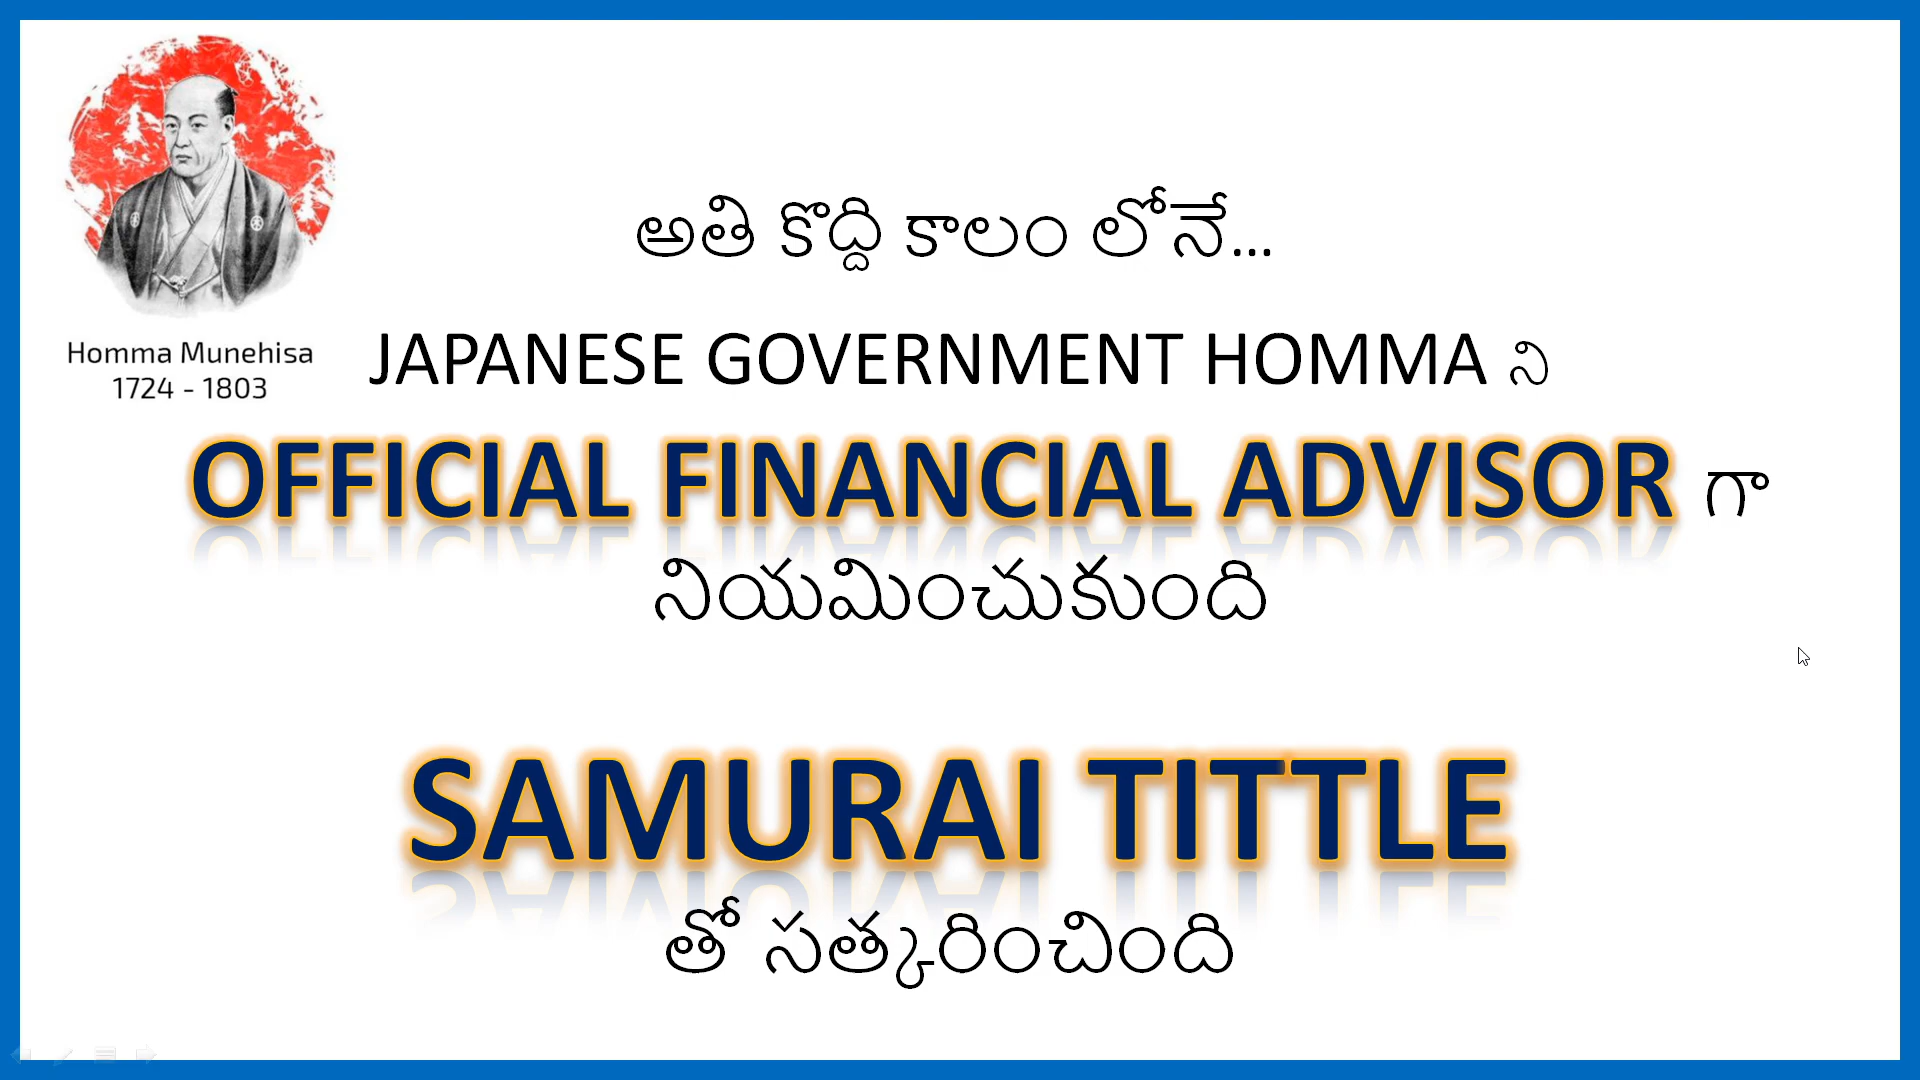 అతి కొద్ది కాలం లోనే...
Homma Munehisa
1724 - 1803
JAPANESE GOVERNMENT HOMMA ని
OFFICIAL FINANCIAL ADVISOR గా
నియమించుకుంది
SAMURAI TITTLE
తో సత్కరించింది